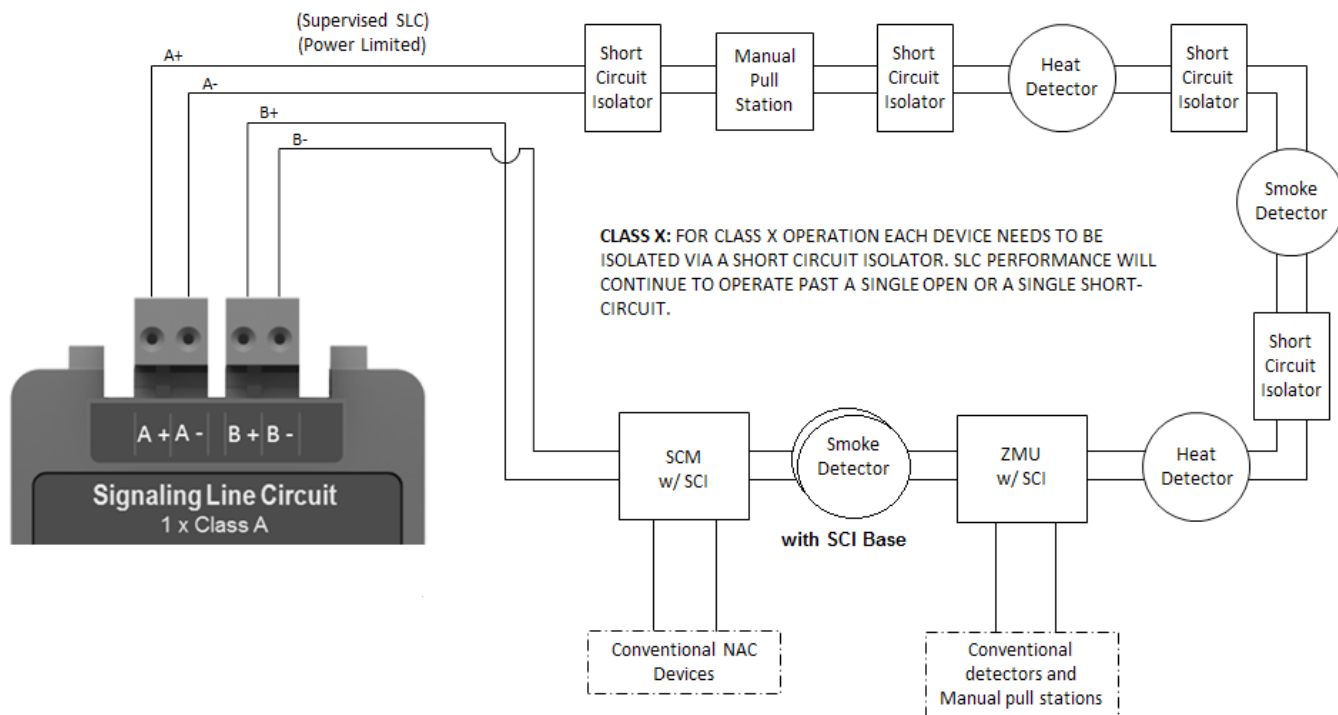 (Supervised SLC)
(Power Limited)
A+
A-
B+
B-
Short
Circuit
Isolator
Manual
Pull
Station
Short
Circuit
Isolator
Heat
Detector
Short
Circuit
Isolator
Smoke
Detector
CLASS X: FOR CLASS X OPERATION EACH DEVICE NEEDS TO BE
ISOLATED VIA A SHORT CIRCUIT ISOLATOR. SLC PERFORMANCE WILL
CONTINUE TO OPERATE PAST A SINGLE OPEN OR A SINGLE SHORT-
CIRCUIT.
Short
Circuit
Isolator
A + A - B + B -
Signaling Line Circuit
1 x Class A
SCM
w/ SCI
Smoke
Detector
with SCI Base
ZMU
w/ SCI
Heat
Detector
Conventional NAC
Devices
Conventional
detectors and
Manual pull stations